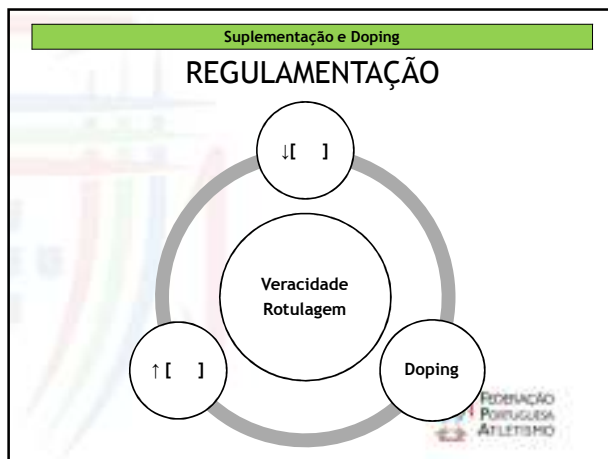 Suplementação e Doping
REGULAMENTAÇÃO
↓[ ]
Veracidade
Rotulagem
↑ [ ]
Doping
FEDERAÇÃO
PORTUGUESA
ATLETISMO